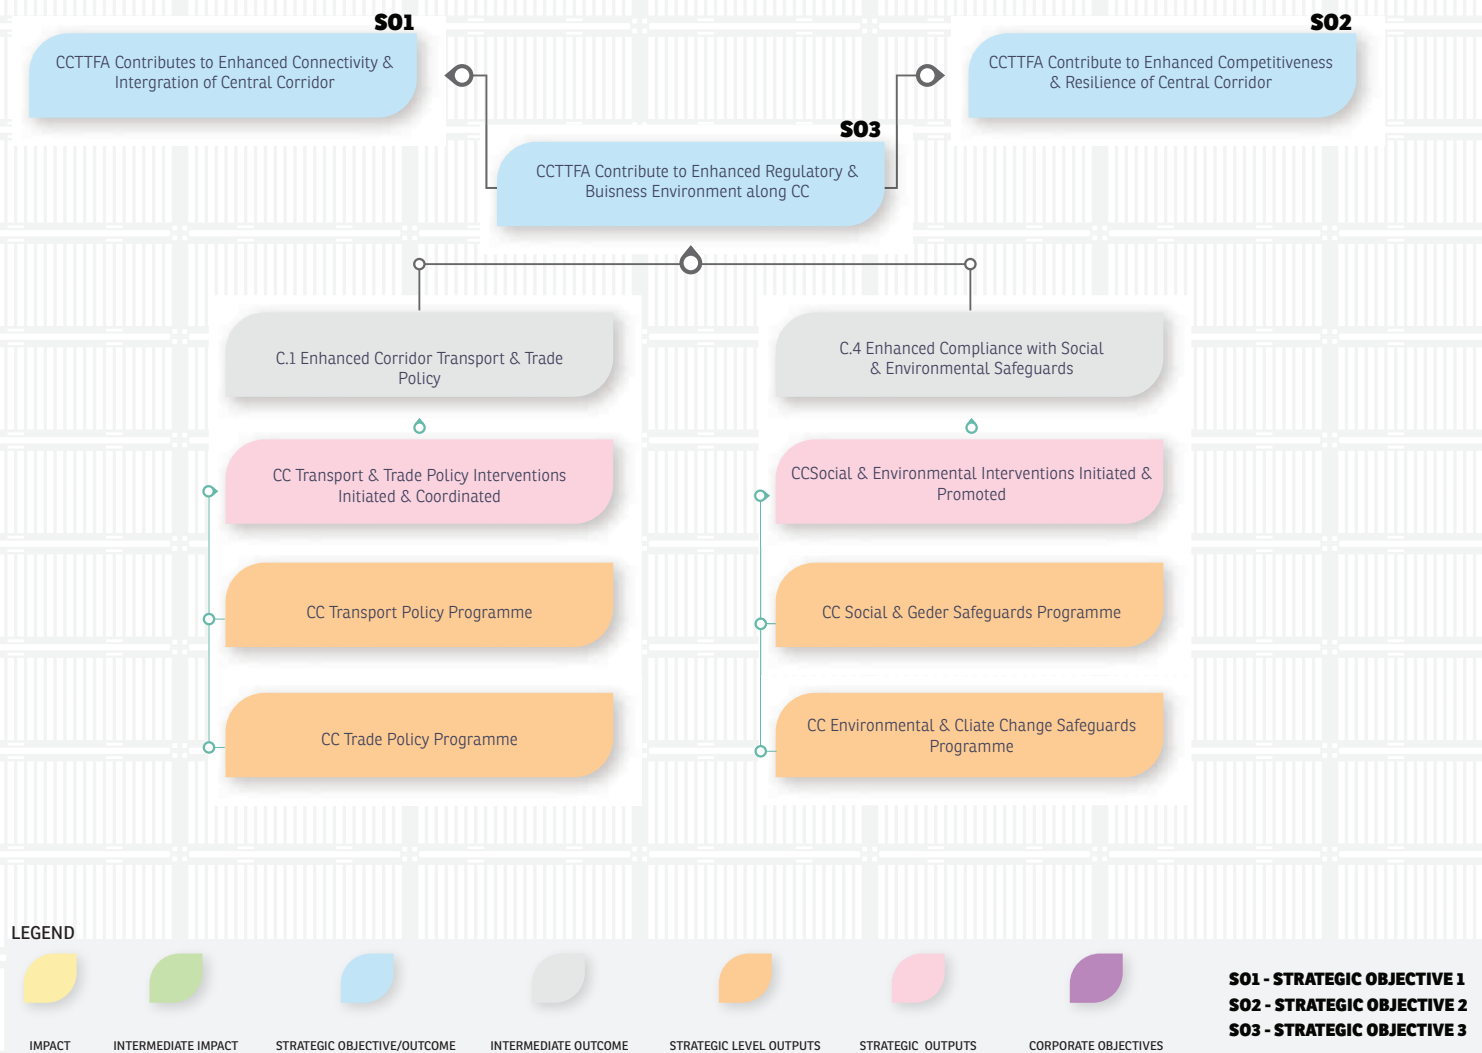 SO1
CCTTFA Contributes to Enhanced Connectivity &
Intergration of Central Corridor
SO2
CCTTFA Contribute to Enhanced Competitiveness
& Resilience of Central Corridor
SO3
CCTTFA Contribute to Enhanced Regulatory &
Buisness Environment along CC
C.1 Enhanced Corridor Transport & Trade
Policy
CC Transport & Trade Policy Interventions
Initiated & Coordinated
CC Transport Policy Programme
CC Trade Policy Programme
C.4 Enhanced Compliance with Social
& Environmental Safeguards
CCSocial & Environmental Interventions Initiated &
Promoted
CC Social & Geder Safeguards Programme
CC Environmental & Cliate Change Safeguards
Programme
LEGEND
IMPACT
INTERMEDIATE IMPACT
STRATEGIC OBJECTIVE/OUTCOME
INTERMEDIATE OUTCOME
STRATEGIC LEVEL OUTPUTS
STRATEGIC OUTPUTS
CORPORATE OBJECTIVES
SO1 - STRATEGIC OBJECTIVE 1
SO2 - STRATEGIC OBJECTIVE 2
SO3 - STRATEGIC OBJECTIVE 3